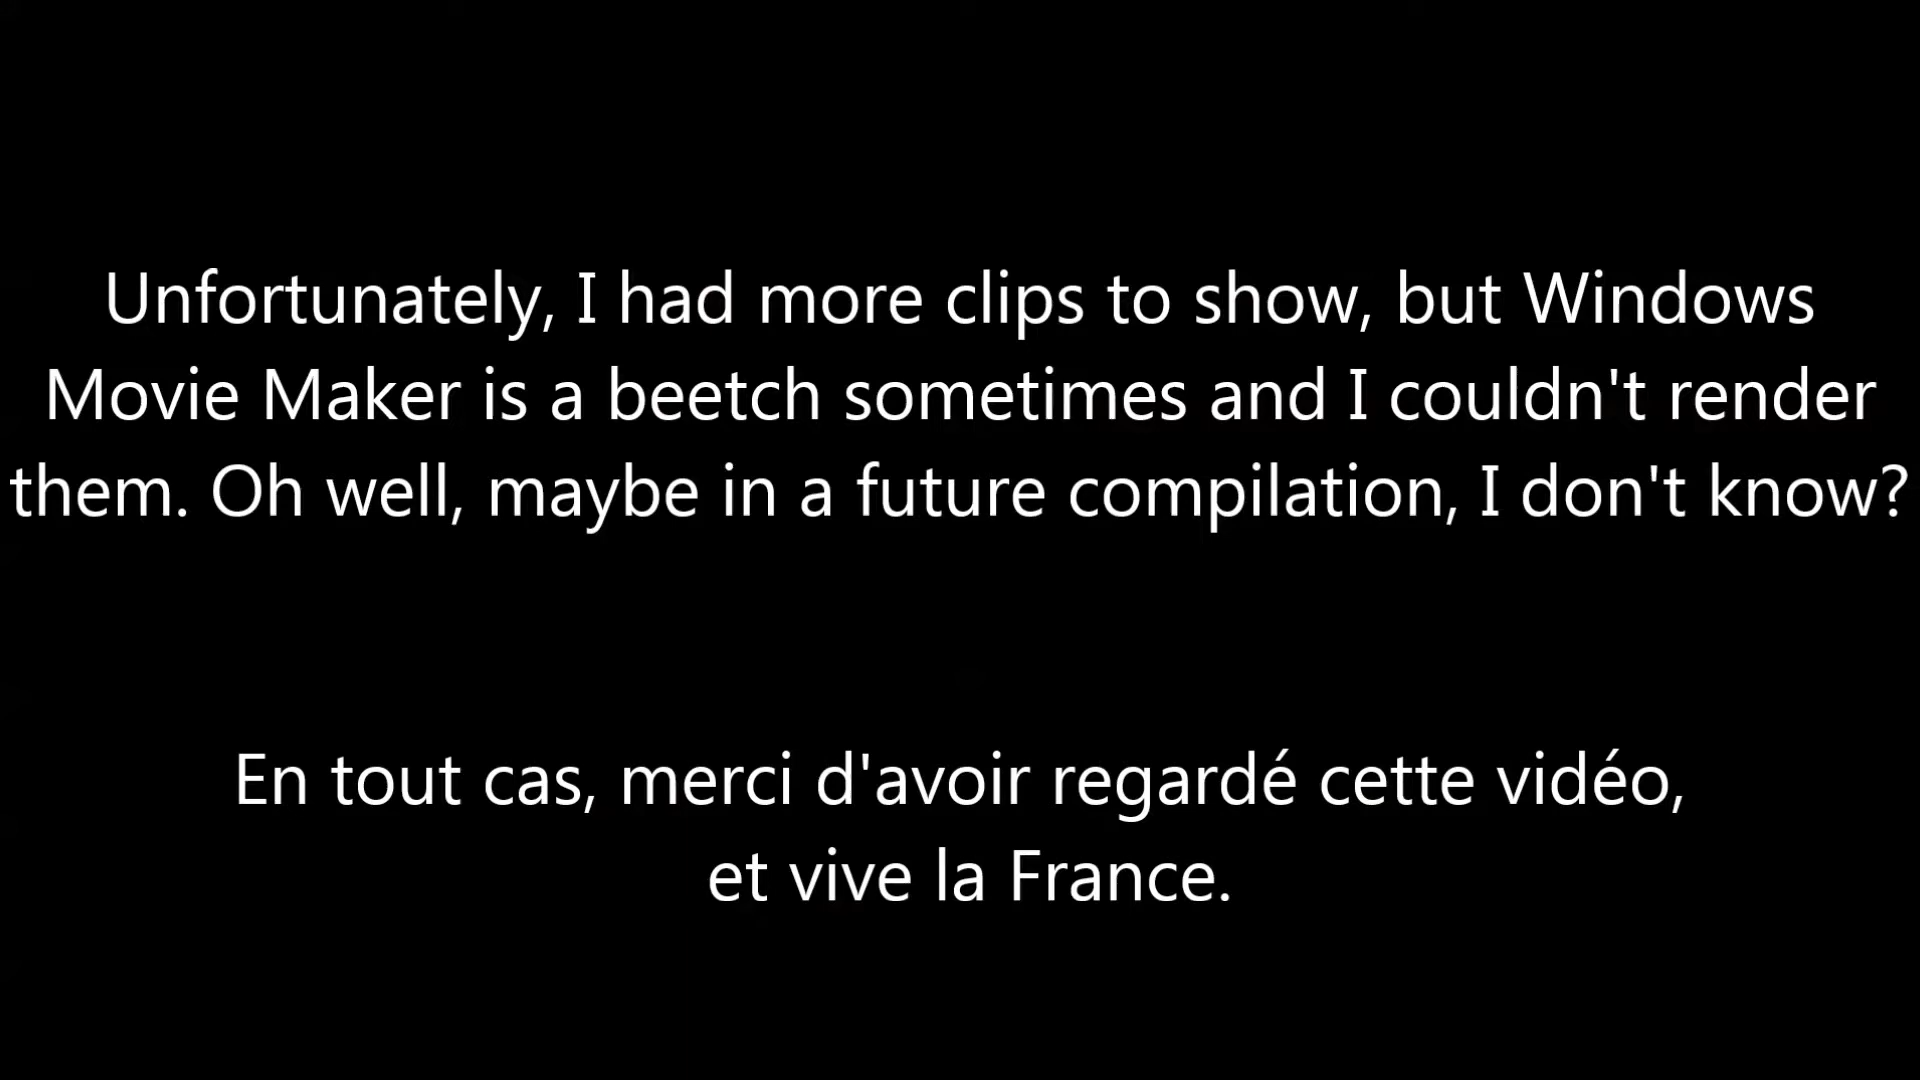 Unfortunately, I had more clips to show, but Windows
Movie Maker is a beetch sometimes and I couldn't render
them. Oh well, maybe in a future compilation, I don't know?
En tout cas, merci d'avoir regardé cette vidéo,
et vive la France.